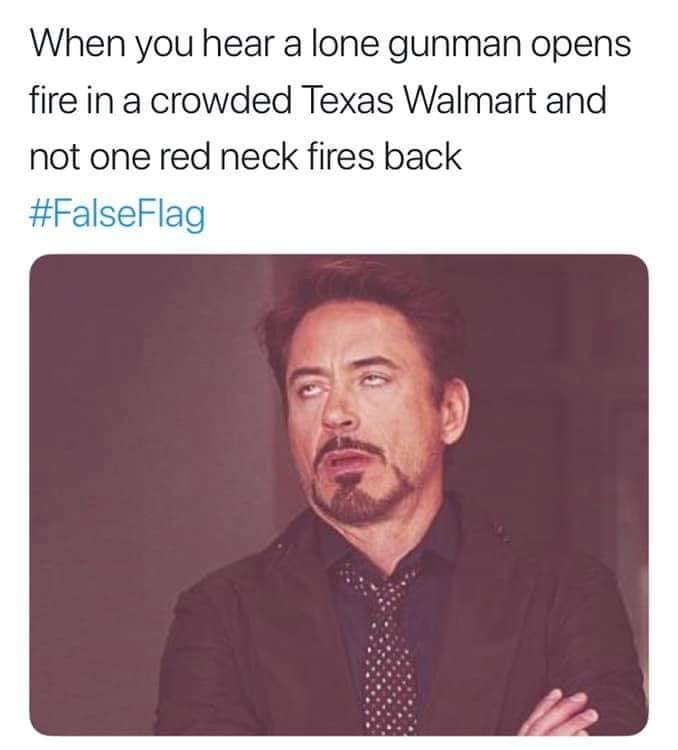 When you hear a lone gunman opens
fire in a crowded Texas Walmart and
not one red neck fires back
#FalseFlag